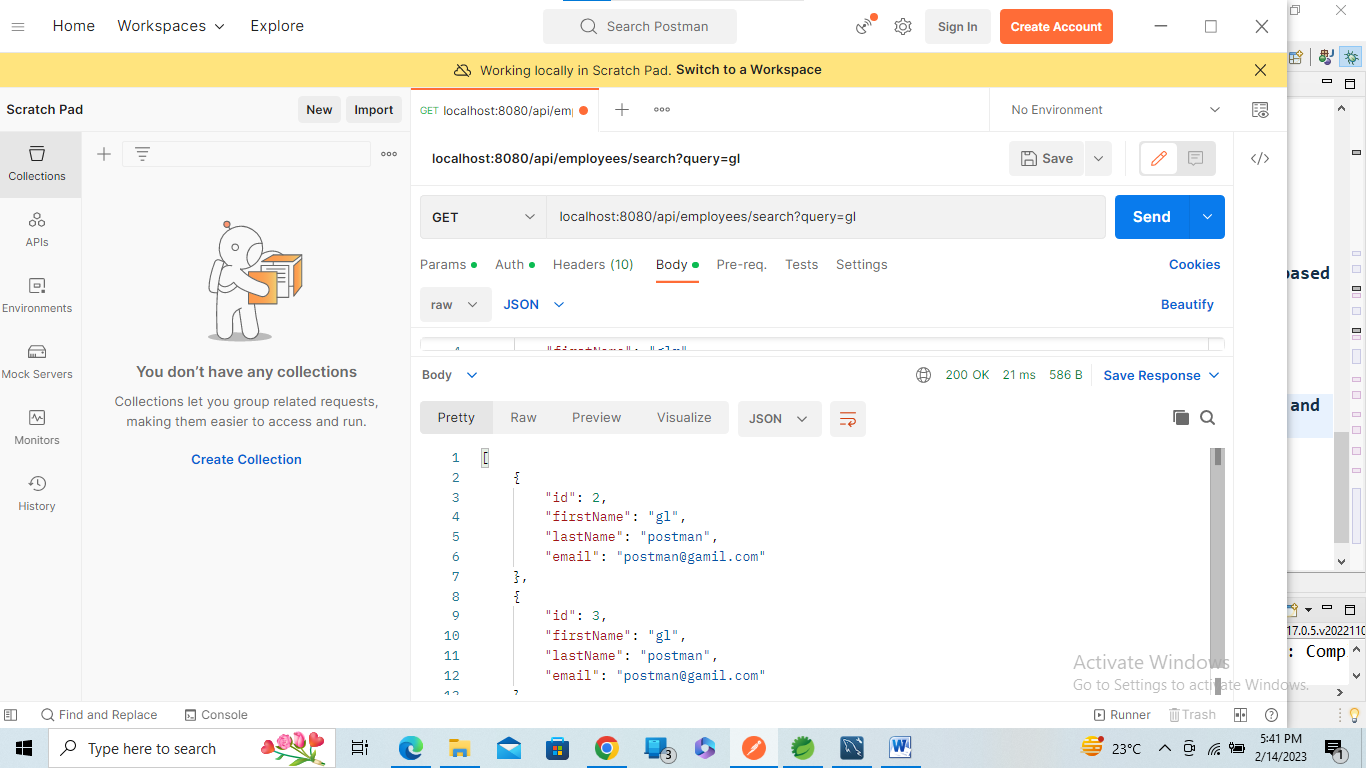 Home Workspaces Explore Search Postman Sign In Create Account
Working locally in Scratch Pad. Switch to a Workspace
Scratch Pad New Import GET localhost:8080/api/em No Environment
Collections
APIs
Environments
Mock Servers
Monitors
History
You don't have any collections
Collections let you group related requests,
making them easier to access and run.
Create Collection
localhost:8080/api/employees/search?query=gl Save
GET localhost:8080/api/employees/search?query=gl Send
Params Auth Headers (10) Body Pre-req. Tests Settings Cookies
raw JSON Beautify
4 "firstName": "glg"
Body 200 OK 21 ms 586 B Save Response
Pretty Raw Preview Visualize JSON
1 [
2 {
3 "id": 2,
4 "firstName": "gl",
5 "lastName": "postman",
6 "email": "postman@gamil.com"
7 },
8 {
9 "id": 3,
10 "firstName": "gl",
11 "lastName": "postman",
12 "email": "postman@gamil.com"
based
and
17.0.5.v2022110
: Comp
Activate Windows
Go to Settings to activate Windows.
Find and Replace Console Runner Trash
Type here to search 3 23°C 5:41 PM
2/14/2023 1